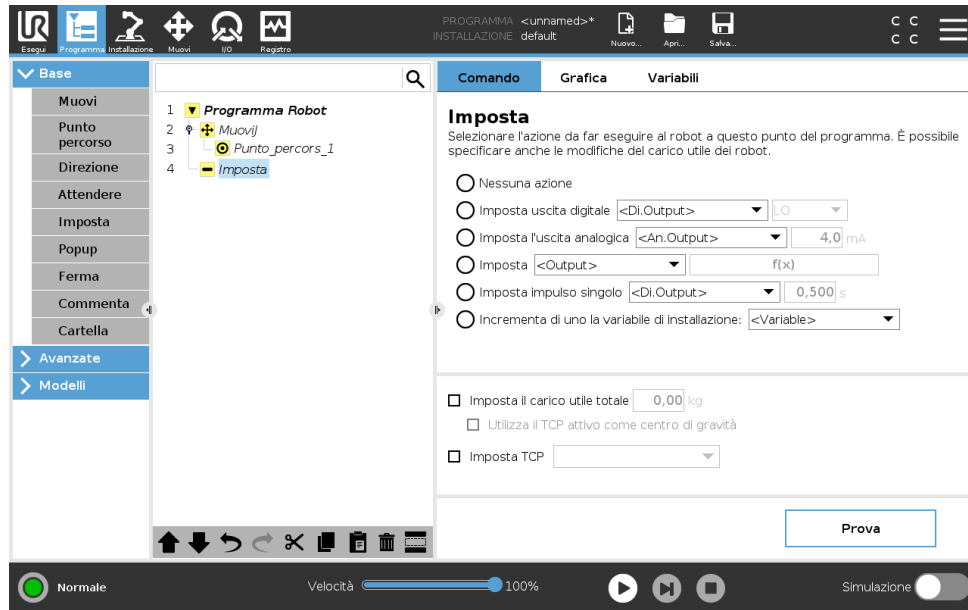 PROGRAMMA <unnamed>*
INSTALLAZIONE default
Esegui
Programma
Installazione
Muovi
I/O
Registro
Nuovo...
Apri...
Salva...
C C
C C
Base
Muovi
Punto
percorso
Direzione
Attendere
Imposta
Popup
Ferma
Commenta
Cartella
Avanzate
Modelli
1 Programma Robot
2 MuoviJ
3 Punto_percors_1
4 Imposta
Comando
Grafica
Variabili
Imposta
Selezionare l'azione da far eseguire al robot a questo punto del programma. È possibile
specificare anche le modifiche del carico utile dei robot.
Nessuna azione
Imposta uscita digitale <Di.Output> LO
Imposta l'uscita analogica <An.Output> 4,0 mA
Imposta <Output> f(x)
Imposta impulso singolo <Di.Output> 0,500 s
Incrementa di uno la variabile di installazione: <Variable>
Imposta il carico utile totale 0,00 kg
Utilizza il TCP attivo come centro di gravità
Imposta TCP
Prova
Normale
Velocità 100%
Simulazione